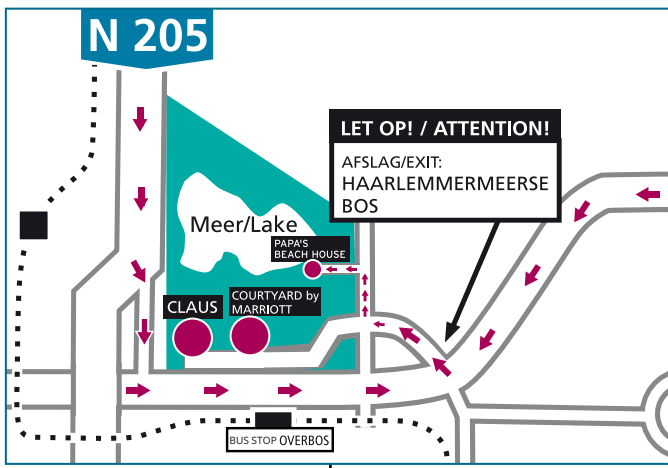 N 205
LET OP! / ATTENTION!
AFSLAG/EXIT:
HAARLEMMERMEERSE
BOS
Meer/Lake
PAPA'S
BEACH HOUSE
CLAUS
COURTYARD by
MARRIOTT
BUS STOP OVERBOS